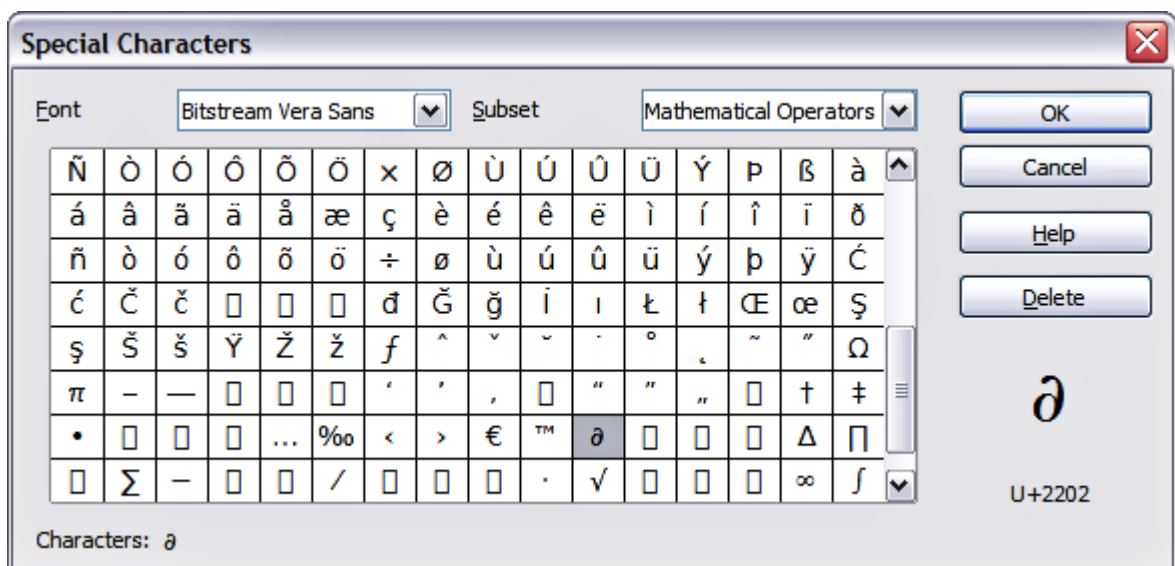 Special Characters
Font Bitstream Vera Sans Subset Mathematical Operators OK
Ñ Ò Ó Ô Õ Ö × Ø Ù Ú Û Ü Ý Þ ß à
Cancel
á â ã ä å æ ç è é ê ë ì í î ï ð
Help
ñ ò ó ô õ ö ÷ ø ù ú û ü ý þ ÿ Ć
ć Č č □ □ □ đ Ğ ğ İ ı Ł ł Œ œ Ş
Delete
ş Š š Ÿ Ž ž ƒ ˆ ˇ ˘ ˙ ˚ ˛ ˜ ˝ Ω
π – — □ □ □ ‘ ’ ‚ □ “ ” „ □ † ‡
• □ □ □ … ‰ ‹ › € ™ ∂ □ □ □ ∆ ∏
□ ∑ − □ □ ∕ □ □ □ ∙ √ □ □ □ ∞ ∫
∂
U+2202
Characters: ∂